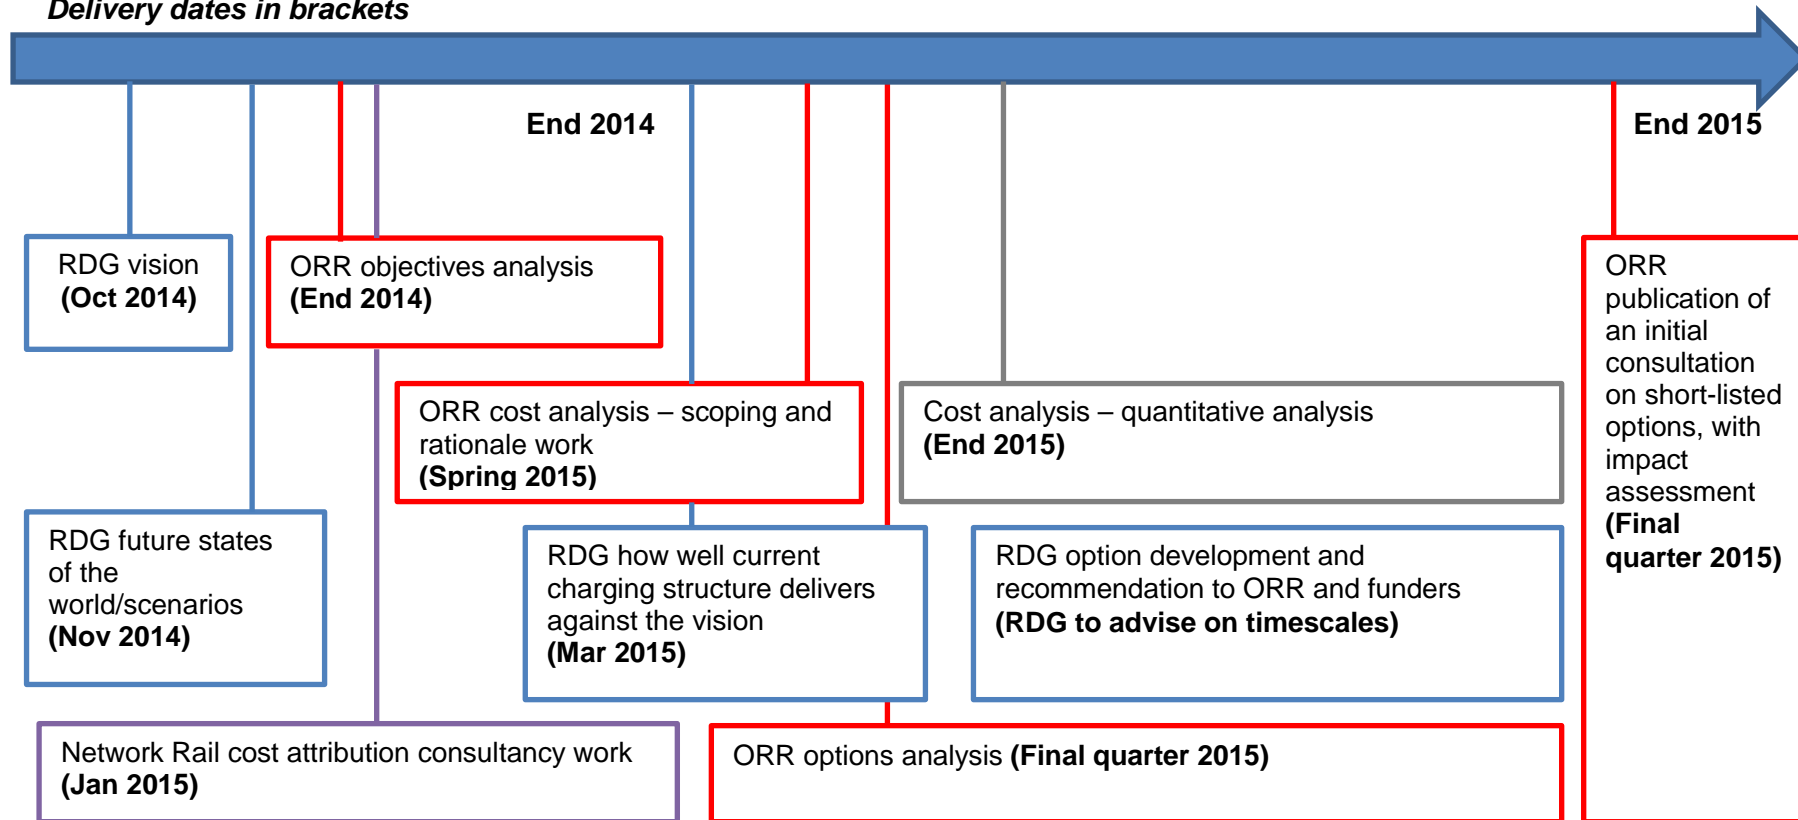 Delivery dates in brackets
End 2014
End 2015
RDG vision
(Oct 2014)
ORR objectives analysis
(End 2014)
ORR
publication of
an initial
consultation
on short-listed
options, with
impact
assessment
(Final
quarter 2015)
ORR cost analysis – scoping and
rationale work
(Spring 2015)
Cost analysis – quantitative analysis
(End 2015)
RDG future states
of the
world/scenarios
(Nov 2014)
RDG how well current
charging structure delivers
against the vision
(Mar 2015)
RDG option development and
recommendation to ORR and funders
(RDG to advise on timescales)
Network Rail cost attribution consultancy work
(Jan 2015)
ORR options analysis (Final quarter 2015)